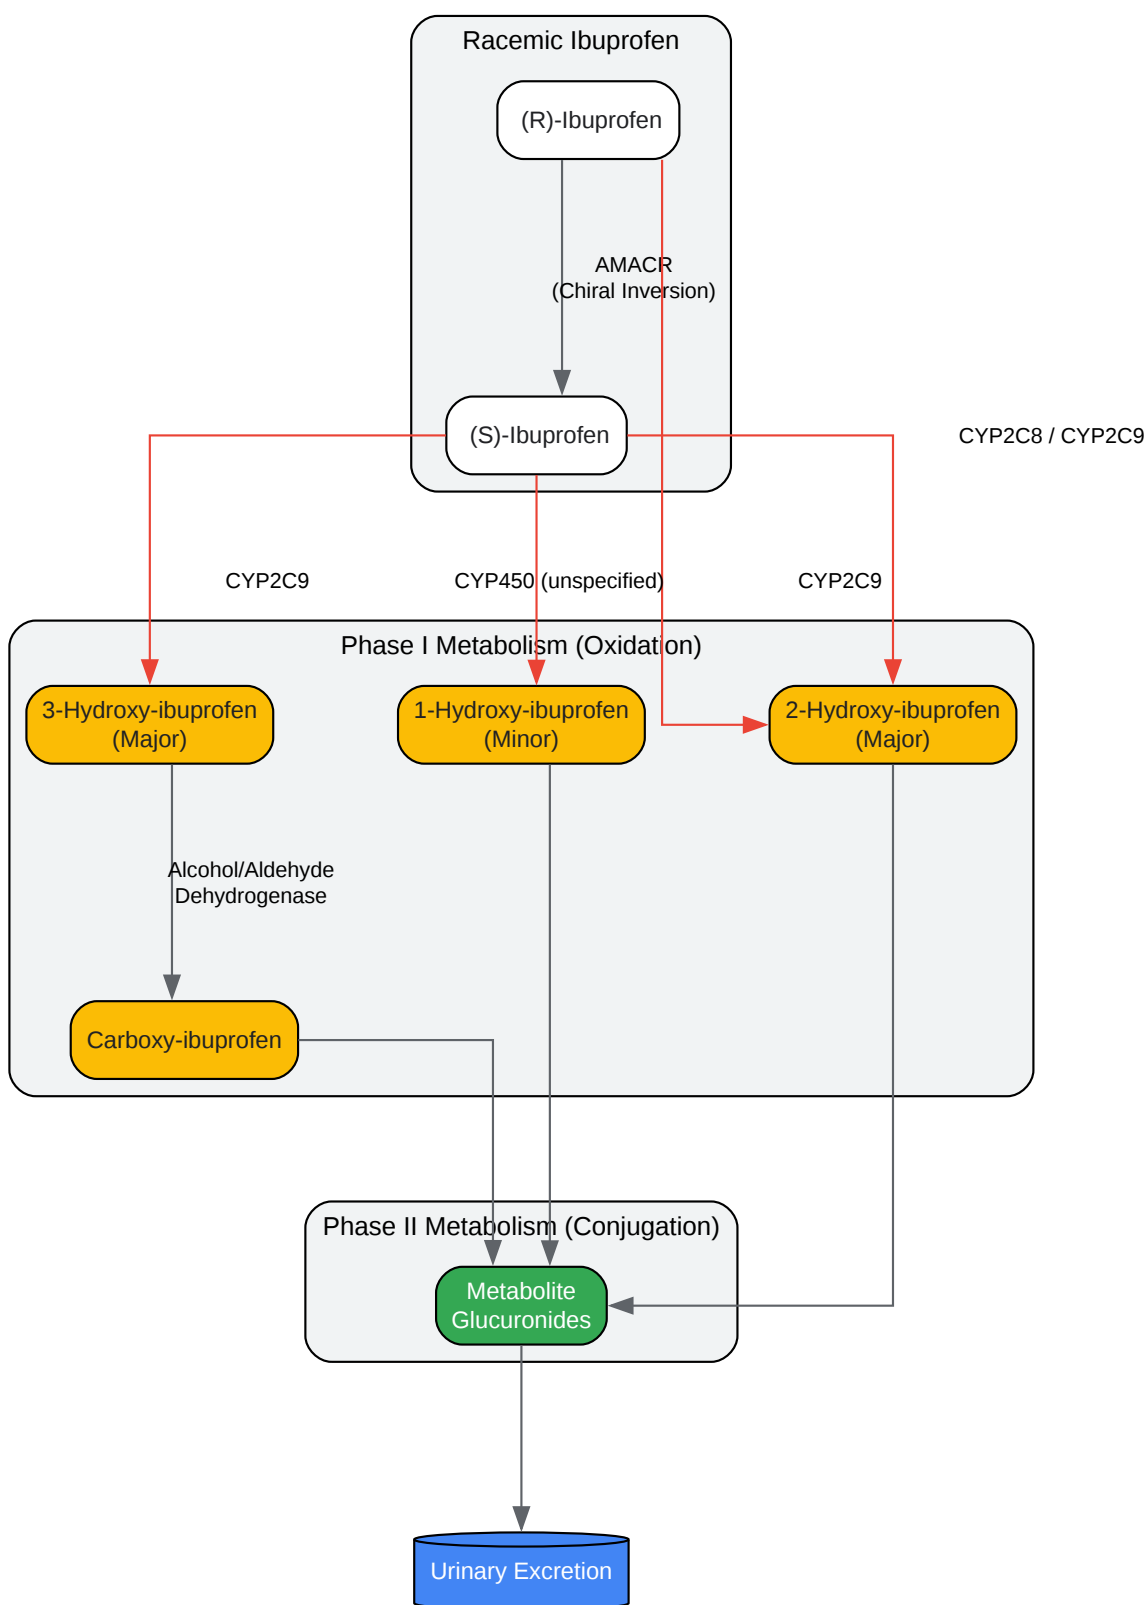 Racemic Ibuprofen
(R)-Ibuprofen
AMACR
(Chiral Inversion)
(S)-Ibuprofen
CYP2C8 / CYP2C9
CYP2C9
CYP450 (unspecified)
CYP2C9
Phase I Metabolism (Oxidation)
3-Hydroxy-ibuprofen
(Major)
1-Hydroxy-ibuprofen
(Minor)
2-Hydroxy-ibuprofen
(Major)
Alcohol/Aldehyde
Dehydrogenase
Carboxy-ibuprofen
Phase II Metabolism (Conjugation)
Metabolite
Glucuronides
Urinary Excretion